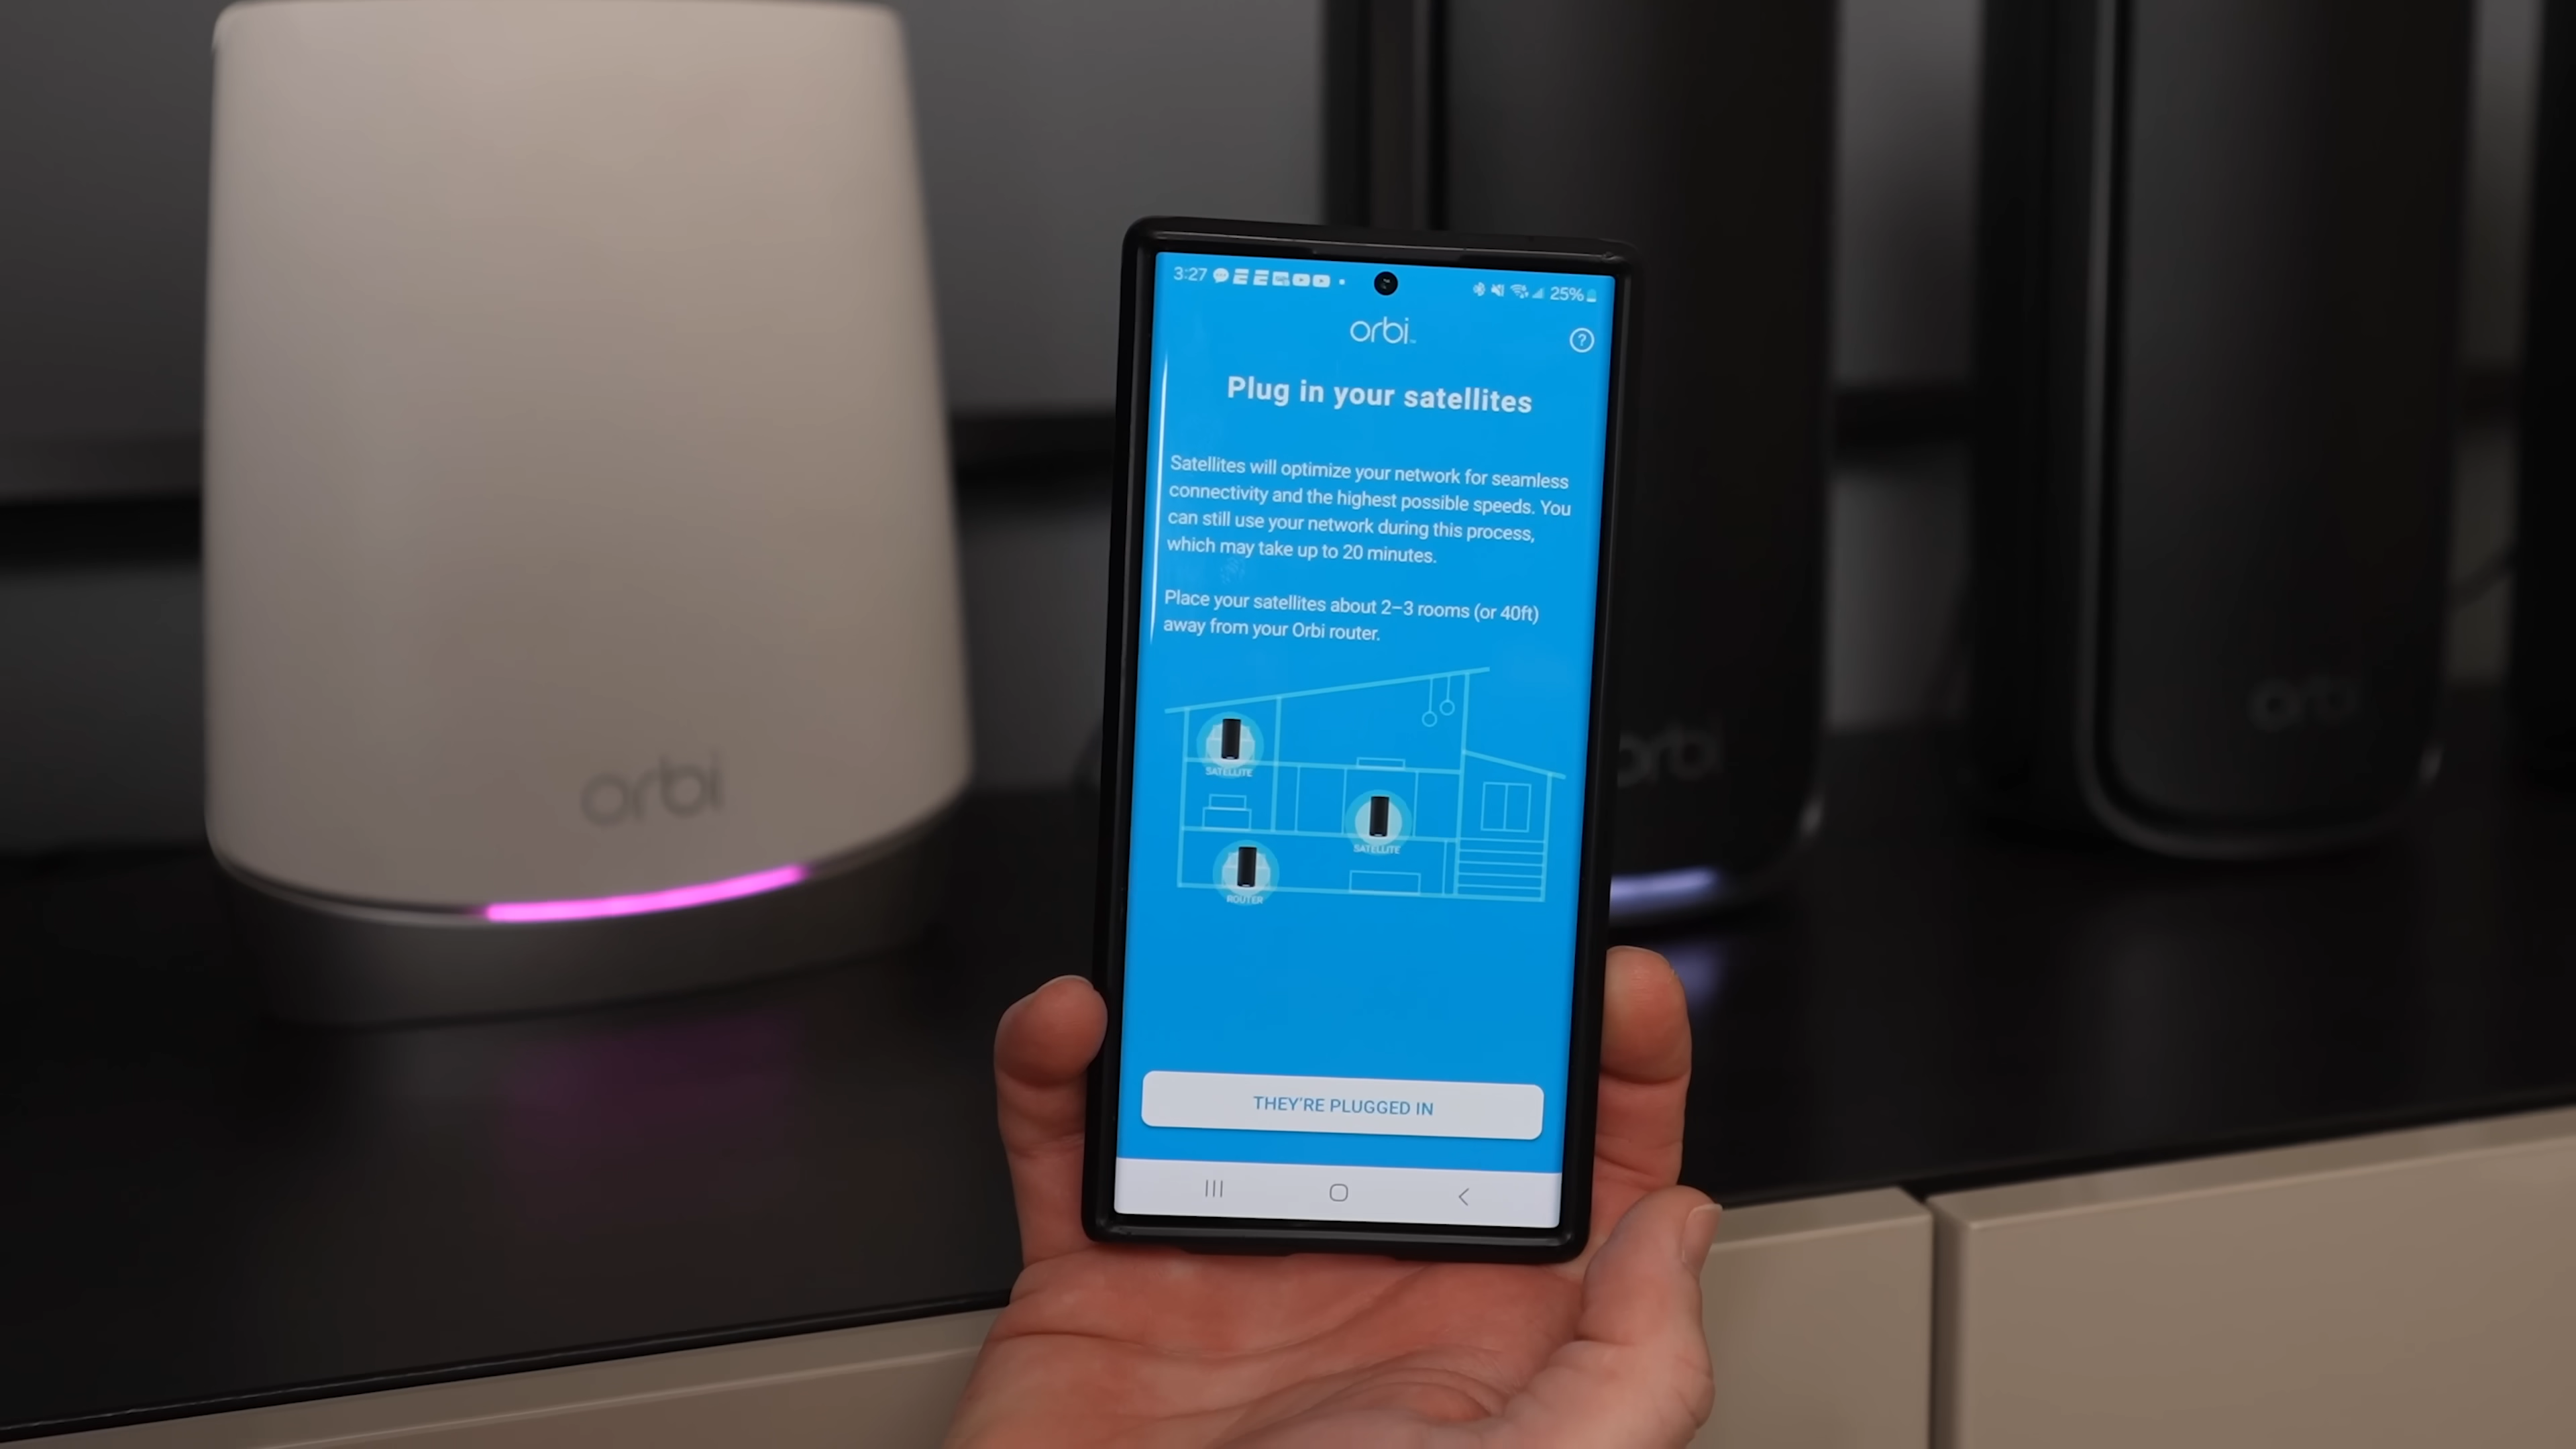 3:27
25%
orbi
Plug in your satellites
Satellites will optimize your network for seamless
connectivity and the highest possible speeds. You
can still use your network during this process,
which may take up to 20 minutes.
Place your satellites about 2–3 rooms (or 40ft)
away from your Orbi router.
SATELLITE
SATELLITE
ROUTER
THEY'RE PLUGGED IN
orbi
orbi
orbi